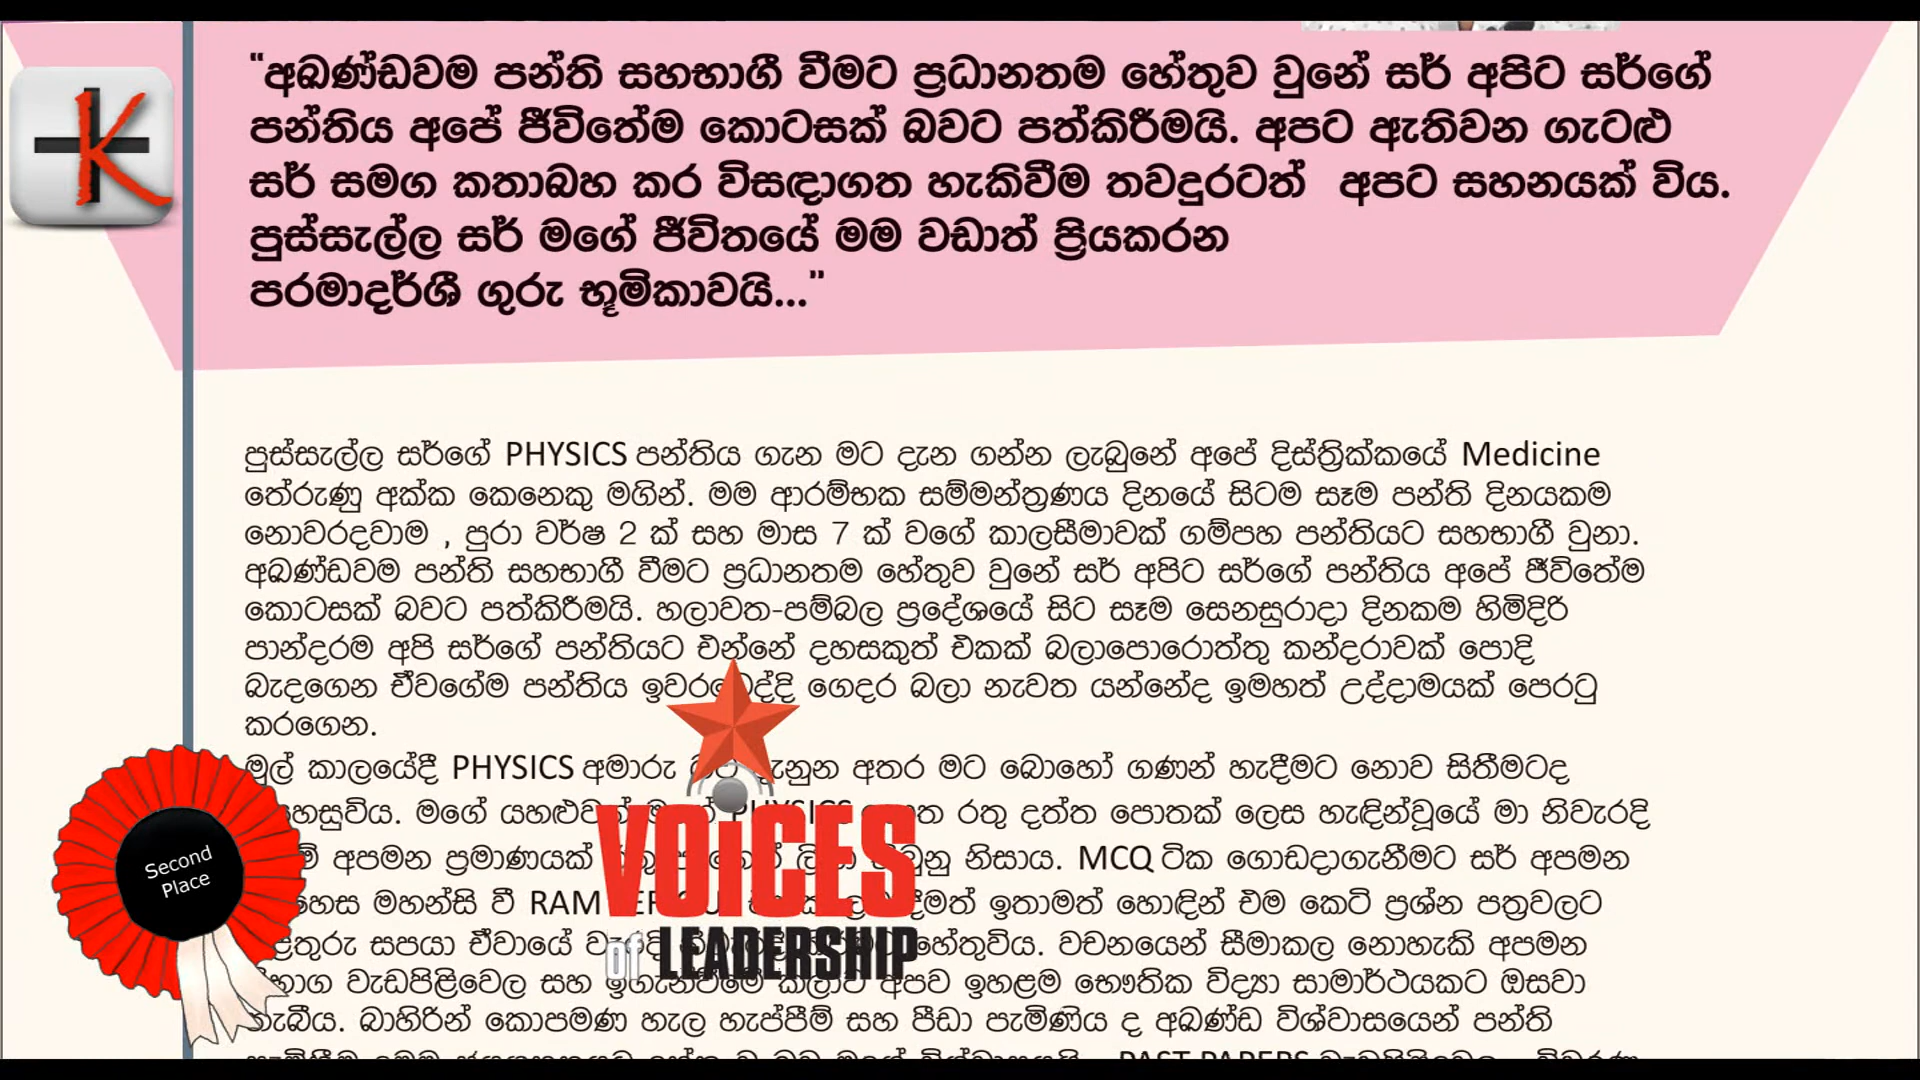 "අඛණ්ඩවම පන්ති සහභාගී වීමට ප්‍රධානතම හේතුව වුනේ සර් අපිට සර්ගේ
පන්තිය අපේ ජීවිතේම කොටසක් බවට පත්කිරීමයි. අපට ඇතිවන ගැටළු
සර් සමග කතාබහ කර විසඳාගත හැකිවීම තවදුරටත් අපට සහනයක් විය.
පුස්සැල්ල සර් මගේ ජීවිතයේ මම වඩාත් ප්‍රියකරන
පරමාදර්ශී ගුරු භූමිකාවයි..."
පුස්සැල්ල සර්ගේ PHYSICS පන්තිය ගැන මට දැන ගන්න ලැබුනේ අපේ දිස්ත්‍රික්කයේ Medicine
තේරුණු අක්ක කෙනෙකු මගින්. මම ආරම්භක සම්මන්ත්‍රණය දිනයේ සිටම සෑම පන්ති දිනයකම
නොවරදවාම , පුරා වර්ෂ 2 ක් සහ මාස 7 ක් වගේ කාලසීමාවක් ගම්පහ පන්තියට සහභාගී වුනා.
අඛණ්ඩවම පන්ති සහභාගී වීමට ප්‍රධානතම හේතුව වුනේ සර් අපිට සර්ගේ පන්තිය අපේ ජීවිතේම
කොටසක් බවට පත්කිරීමයි. හලාවත-පම්බල ප්‍රදේශයේ සිට සෑම සෙනසුරාදා දිනකම හිමිදිරි
පාන්දරම අපි සර්ගේ පන්තියට එන්නේ දහසකුත් එකක් බලාපොරොත්තු කන්දරාවක් පොදි
බැදගෙන ඒවගේම පන්තිය ගෙදර බලා නැවත යන්නේද ඉමහත් උද්දාමයක් පෙරටු
කරගෙන.
මුල් කාලයේදී PHYSICS අමාරු අතර මට බොහෝ ගණන් හැදීමට නොව සිතීමටද
මගේ රතු දත්ත පොතක් ලෙස හැඳින්වූයේ මා නිවැරදි
අපමන ප්‍රමාණයක් නිසාය. MCQ ටික ගොඩදාගැනීමට සර් අපමන
මහන්සි වී ඉතාමත් හොඳින් එම කෙටි ප්‍රශ්න පත්‍රවලට
සපයා ඒවායේ හේතුවිය. වචනයෙන් සීමාකල නොහැකි අපමන
වැඩපිළිවෙල සහ අපව ඉහළම භෞතික විද්‍යා සාමාර්ථයකට ඔසවා
බාහිරින් කොපමණ හැල හැප්පීම් සහ පීඩා පැමිණිය ද අඛණ්ඩ විශ්වාසයෙන් පන්ති
PAST PAPERS
K
Second
Place
VOiCES
of LEADERSHIP